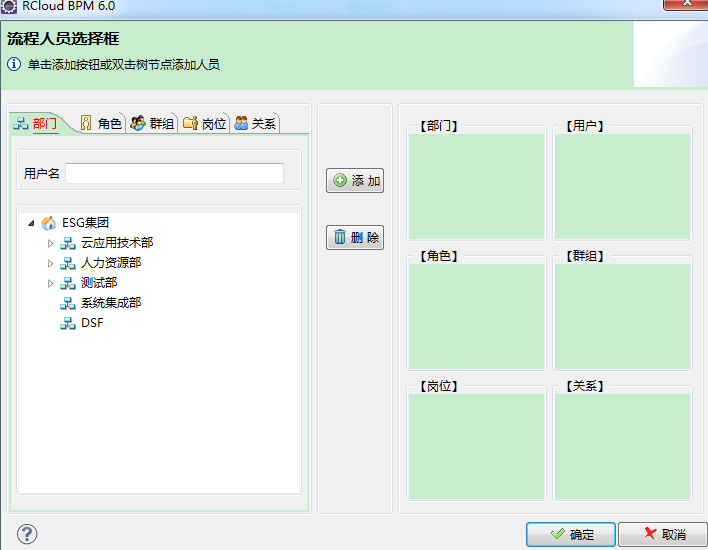 RCloud BPM 6.0
流程人员选择框
单击添加按钮或双击树节点添加人员
部门 角色 群组 岗位 关系
用户名
ESG集团
云应用技术部
人力资源部
测试部
系统集成部
DSF
添 加
删 除
【部门】 【用户】
【角色】 【群组】
【岗位】 【关系】
确定 取消